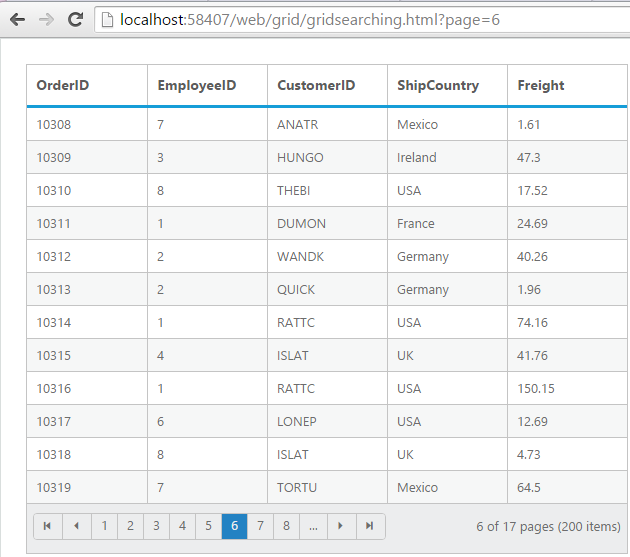 localhost:58407/web/grid/gridsearching.html?page=6
OrderID EmployeeID CustomerID ShipCountry Freight
10308 7 ANATR Mexico 1.61
10309 3 HUNGO Ireland 47.3
10310 8 THEBI USA 17.52
10311 1 DUMON France 24.69
10312 2 WANDK Germany 40.26
10313 2 QUICK Germany 1.96
10314 1 RATTC USA 74.16
10315 4 ISLAT UK 41.76
10316 1 RATTC USA 150.15
10317 6 LONEP USA 12.69
10318 8 ISLAT UK 4.73
10319 7 TORTU Mexico 64.5
1 2 3 4 5 6 7 8 ... 6 of 17 pages (200 items)